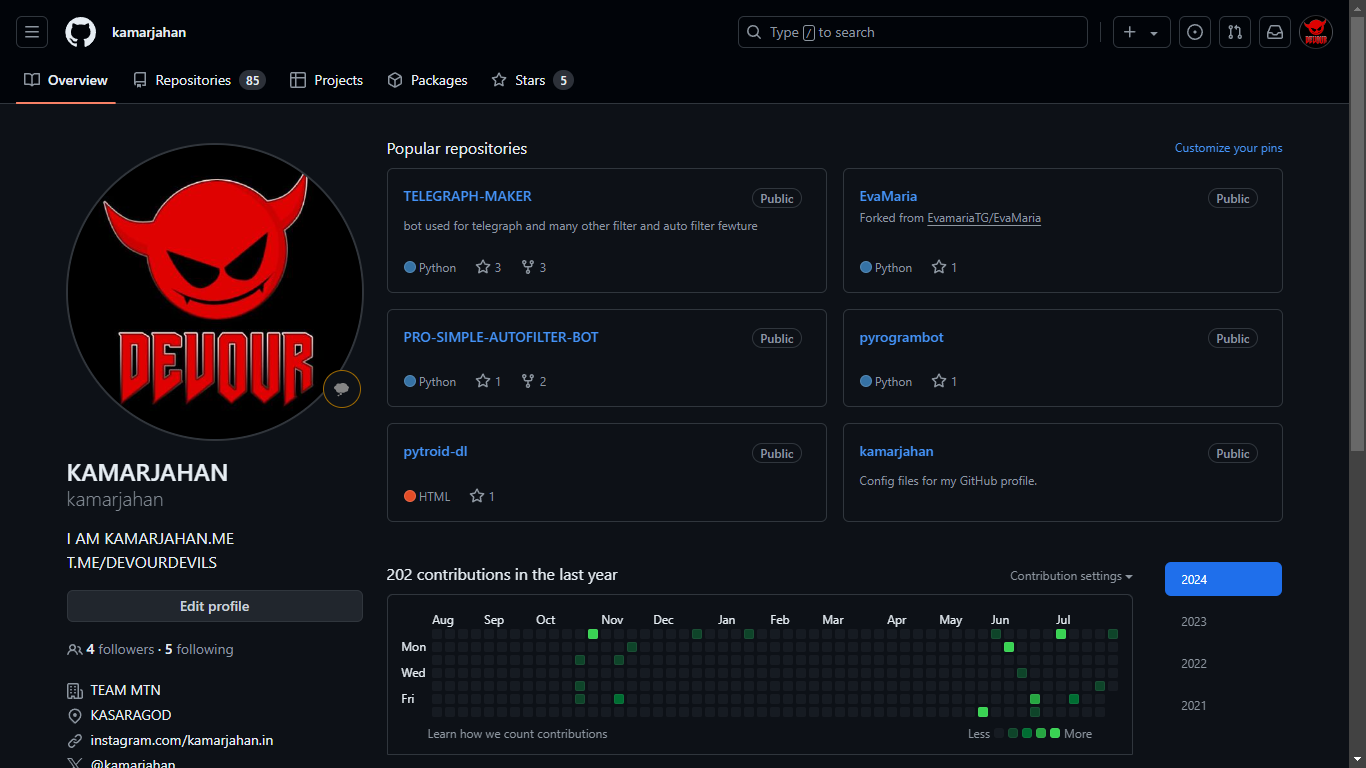 kamarjahan
Type / to search
Overview Repositories 85 Projects Packages Stars 5
DEVOUR
KAMARJAHAN
kamarjahan
I AM KAMARJAHAN.ME
T.ME/DEVOURDEVILS
Edit profile
4 followers · 5 following
TEAM MTN
KASARAGOD
instagram.com/kamarjahan.in
@kamarjahan
Popular repositories Customize your pins
TELEGRAPH-MAKER Public
bot used for telegraph and many other filter and auto filter fewture
Python 3 3
EvaMaria Public
Forked from EvamariaTG/EvaMaria
Python 1
PRO-SIMPLE-AUTOFILTER-BOT Public
Python 1 2
pyrogrambot Public
Python 1
pytroid-dl Public
HTML 1
kamarjahan Public
Config files for my GitHub profile.
202 contributions in the last year Contribution settings
Aug Sep Oct Nov Dec Jan Feb Mar Apr May Jun Jul
Mon
Wed
Fri
Learn how we count contributions Less More
2024
2023
2022
2021